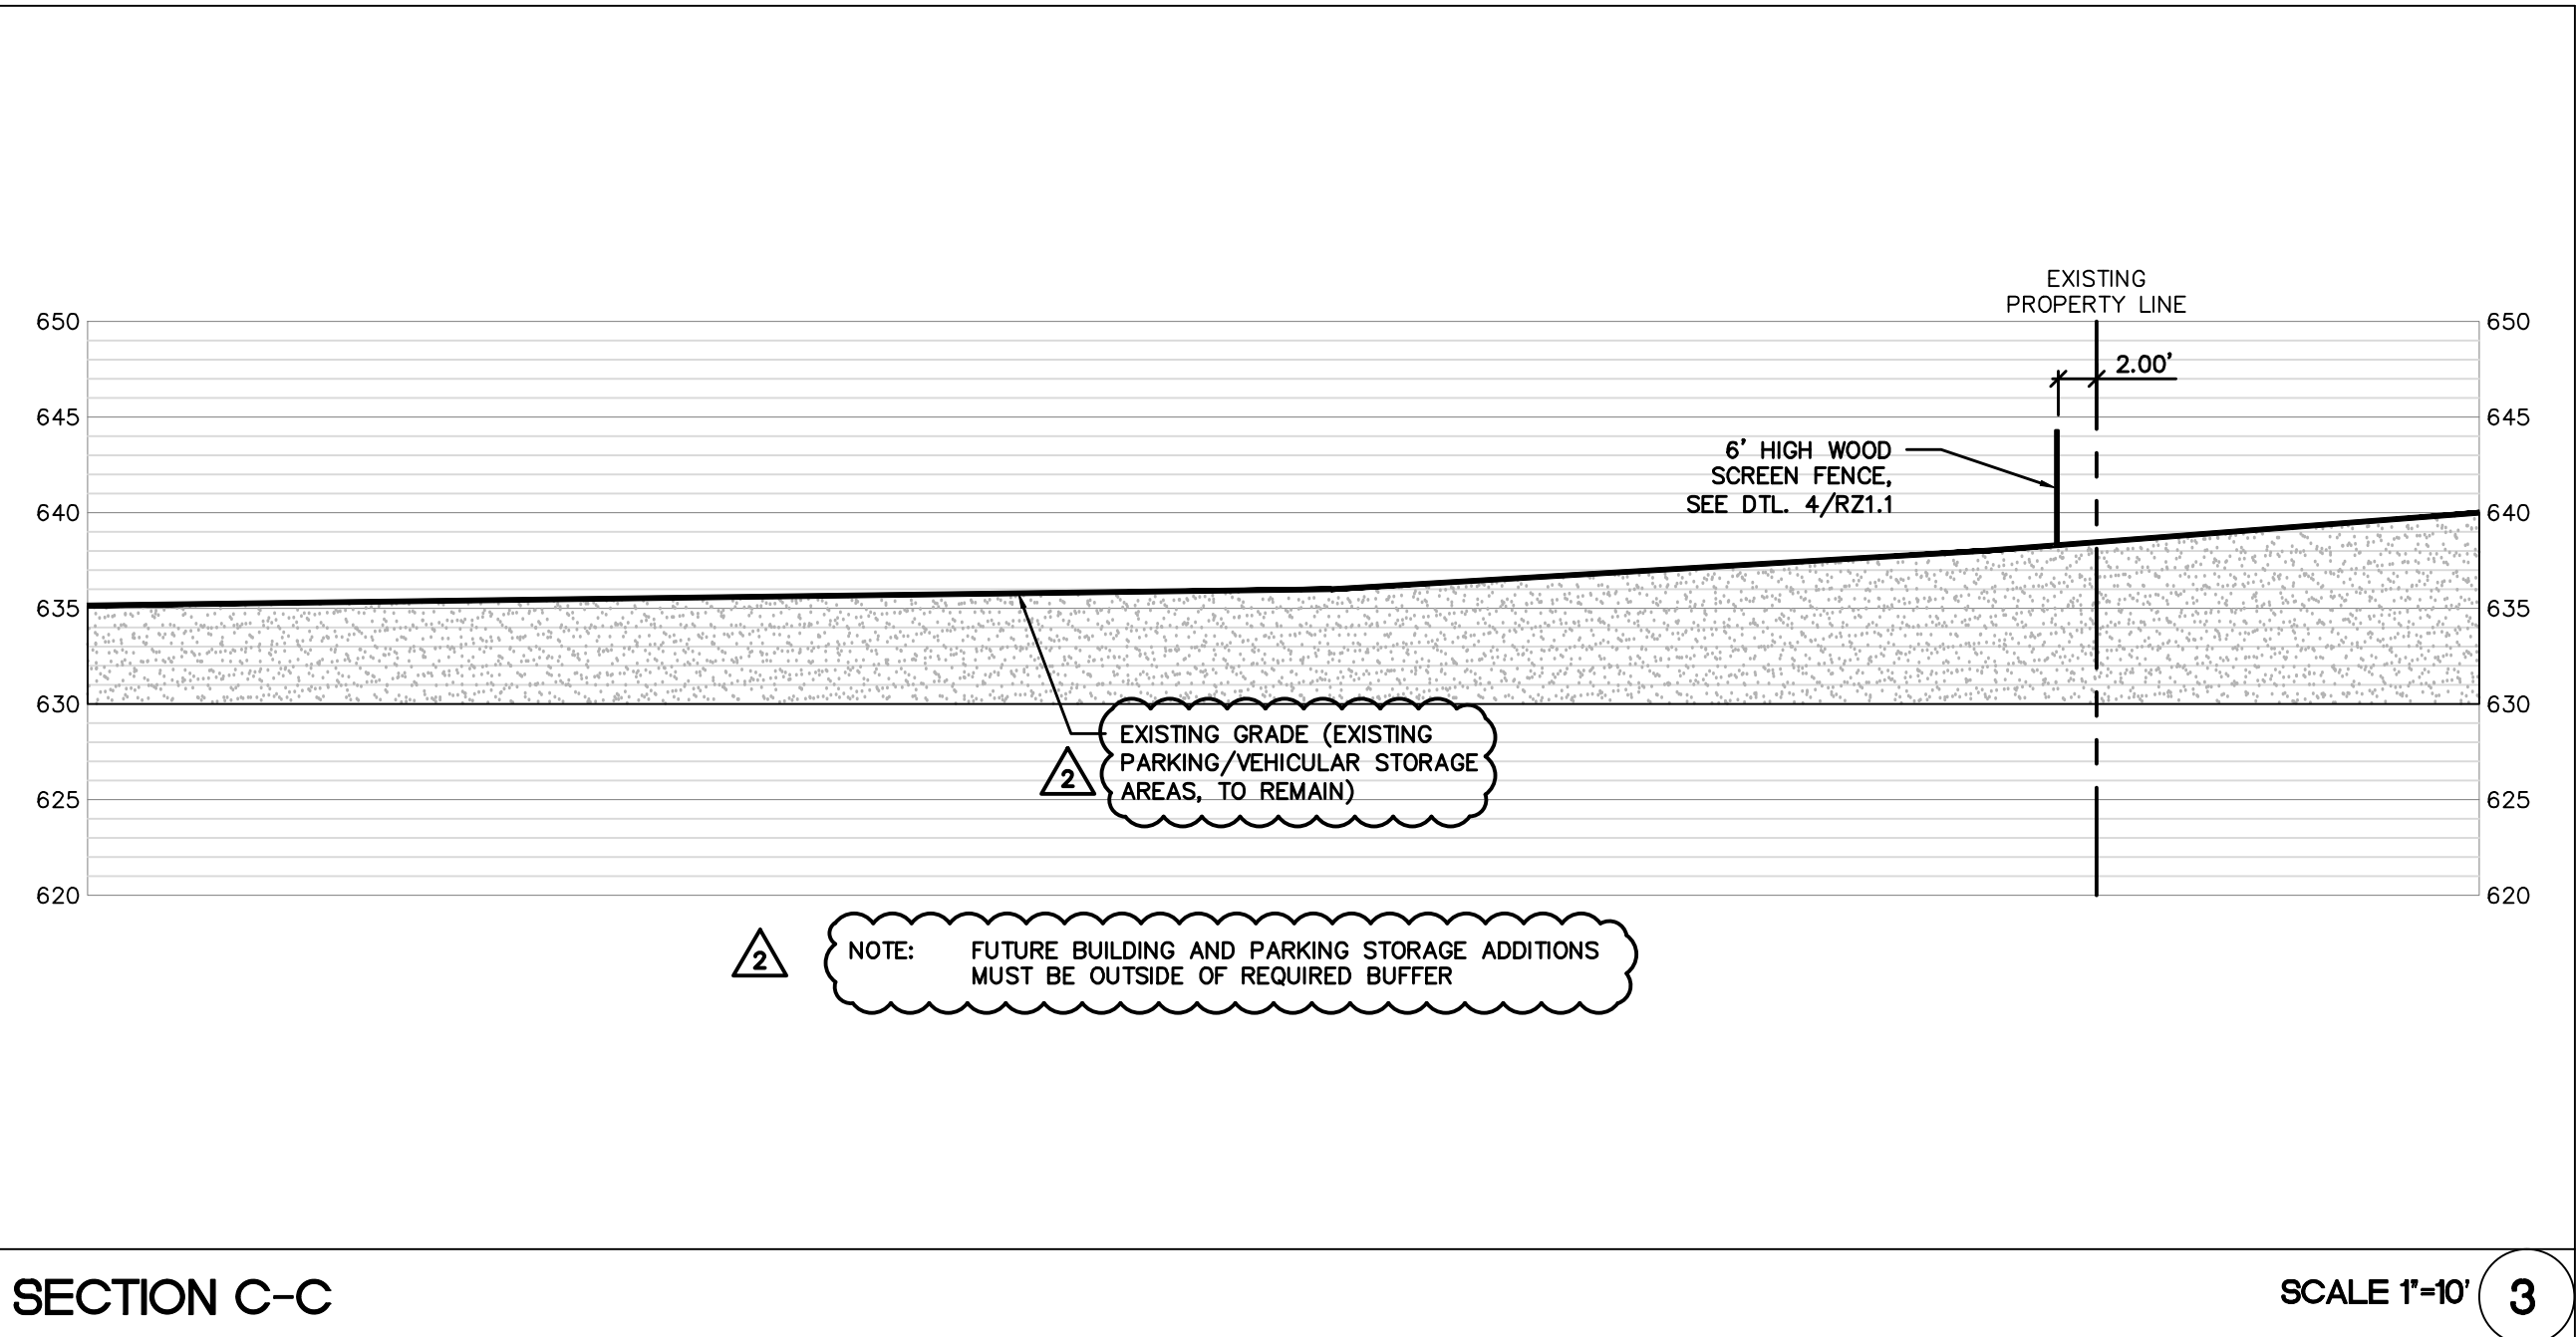 EXISTING
PROPERTY LINE
650
650
2.00'
645
645
6' HIGH WOOD
SCREEN FENCE,
SEE DTL. 4/RZ1.1
640
640
635
635
630
630
EXISTING GRADE (EXISTING
PARKING/VEHICULAR STORAGE
AREAS, TO REMAIN)
2
625
625
620
620
2
NOTE: FUTURE BUILDING AND PARKING STORAGE ADDITIONS
MUST BE OUTSIDE OF REQUIRED BUFFER
SECTION C-C
SCALE 1"=10'
3